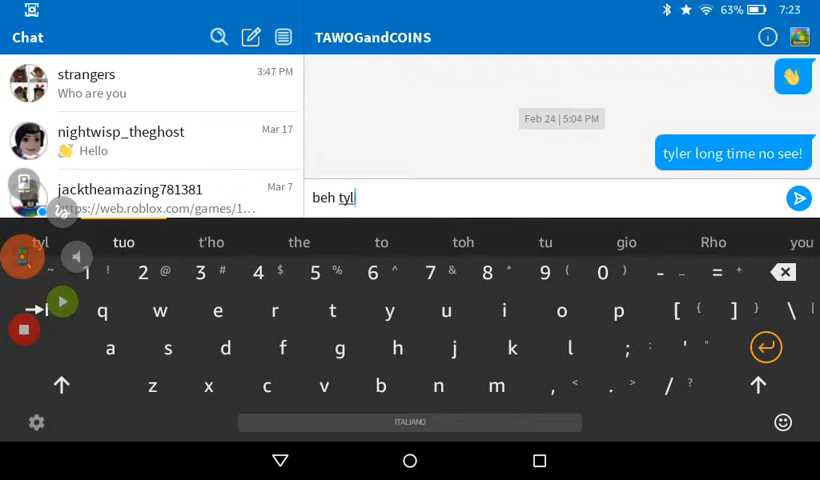 63% 7:23
Chat
TAWOGandCOINS
strangers 3:47 PM
Who are you
nightwisp_theghost Mar 17
Hello
jacktheamazing781381 Mar 7
https://web.roblox.com/games/1...
Feb 24 | 5:04 PM
tyler long time no see!
beh tyl
tyl tuo t'ho the to toh tu gio Rho you
~ 1 ! 2 @ 3 # 4 $ 5 % 6 ^ 7 & 8 * 9 ( 0 ) - _ = +
q w e r t y u i o p [ { ] } \ |
a s d f g h j k l ; : ' "
z x c v b n m , < . > / ?
ITALIANO